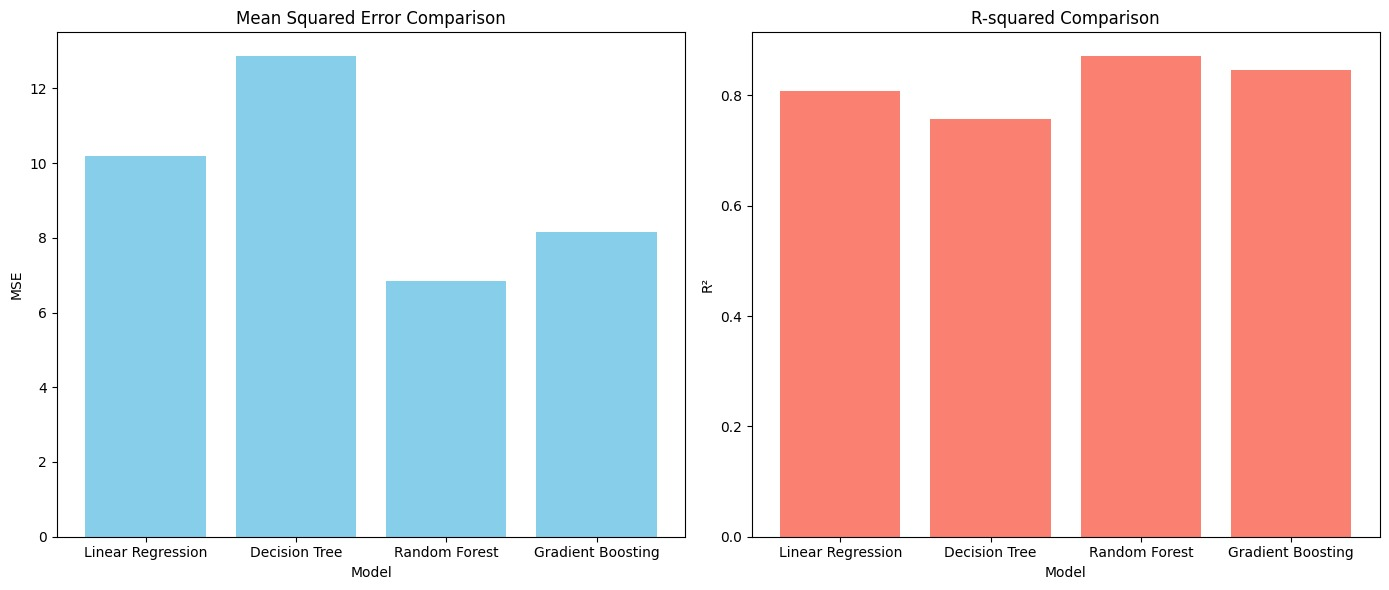 Mean Squared Error Comparison
12
10
8
6
4
2
0
MSE
Linear Regression
Decision Tree
Random Forest
Gradient Boosting
Model
R-squared Comparison
0.8
0.6
0.4
0.2
0.0
R²
Linear Regression
Decision Tree
Random Forest
Gradient Boosting
Model